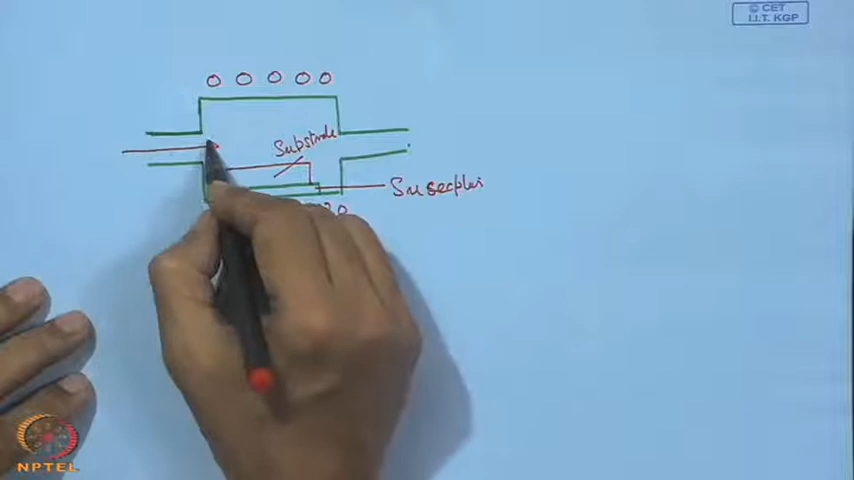 © CET
I.I.T. KGP
Substrate
Susceptor
NPTEL